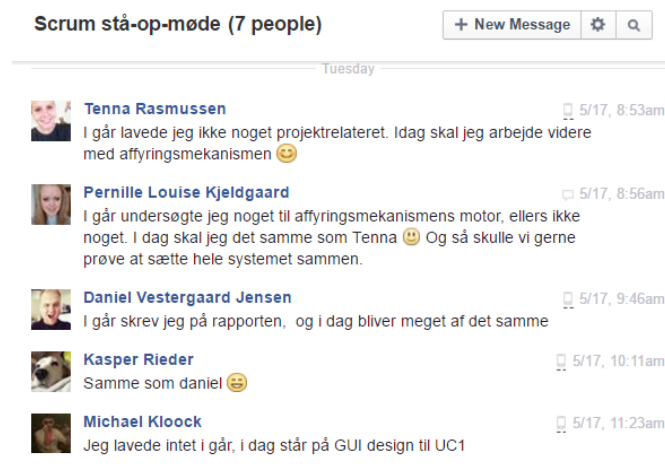 Scrum stå-op-møde (7 people)
+ New Message
Tuesday
Tenna Rasmussen
5/17, 8:53am
I går lavede jeg ikke noget projektrelateret. Idag skal jeg arbejde videre
med affyringsmekanismen 😊
Pernille Louise Kjeldgaard
5/17, 8:56am
I går undersøgte jeg noget til affyringsmekanismens motor, ellers ikke
noget. I dag skal jeg det samme som Tenna 🙂 Og så skulle vi gerne
prøve at sætte hele systemet sammen.
Daniel Vestergaard Jensen
5/17, 9:46am
I går skrev jeg på rapporten, og i dag bliver meget af det samme
Kasper Rieder
5/17, 10:11am
Samme som daniel 😄
Michael Kloock
5/17, 11:23am
Jeg lavede intet i går, i dag står på GUI design til UC1